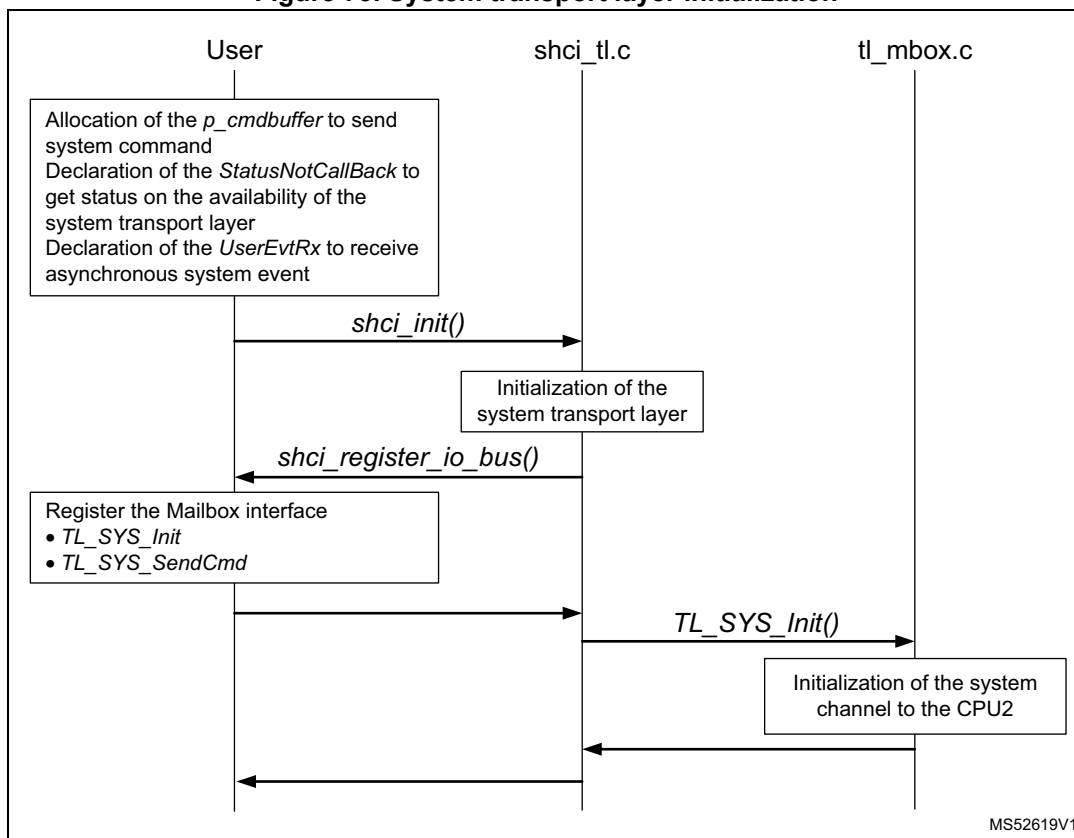 Figure System transport layer initialization
User shci_tl.c tl_mbox.c
Allocation of the p_cmdbuffer to send
system command
Declaration of the StatusNotCallBack to
get status on the availability of the
system transport layer
Declaration of the UserEvtRx to receive
asynchronous system event
shci_init()
Initialization of the
system transport layer
shci_register_io_bus()
Register the Mailbox interface
• TL_SYS_Init
• TL_SYS_SendCmd
TL_SYS_Init()
Initialization of the system
channel to the CPU2
MS52619V1